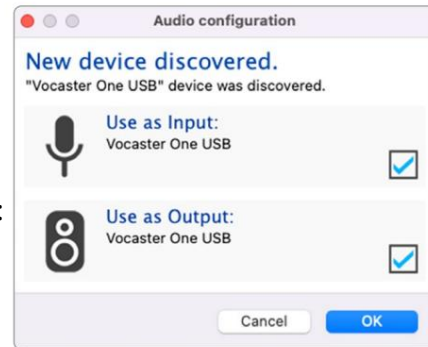 Audio configuration
New device discovered.
"Vocaster One USB" device was discovered.
Use as Input:
Vocaster One USB
:
Use as Output:
Vocaster One USB
Cancel OK